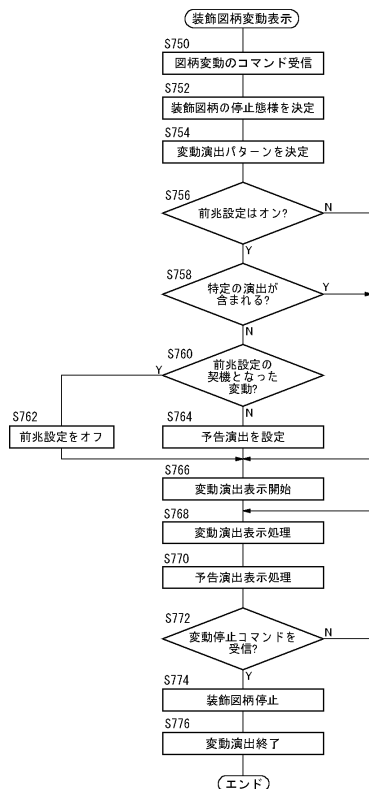 装飾図柄変動表示
S750
図柄変動のコマンド受信
S752
装飾図柄の停止態様を決定
S754
変動演出パターンを決定
S756
前兆設定はオン?
N
Y
S758
特定の演出が
含まれる?
Y
N
S760
前兆設定の
契機となった
変動?
Y
N
S762
前兆設定をオフ
S764
予告演出を設定
S766
変動演出表示開始
S768
変動演出表示処理
S770
予告演出表示処理
S772
変動停止コマンドを
受信?
N
Y
S774
装飾図柄停止
S776
変動演出終了
エンド